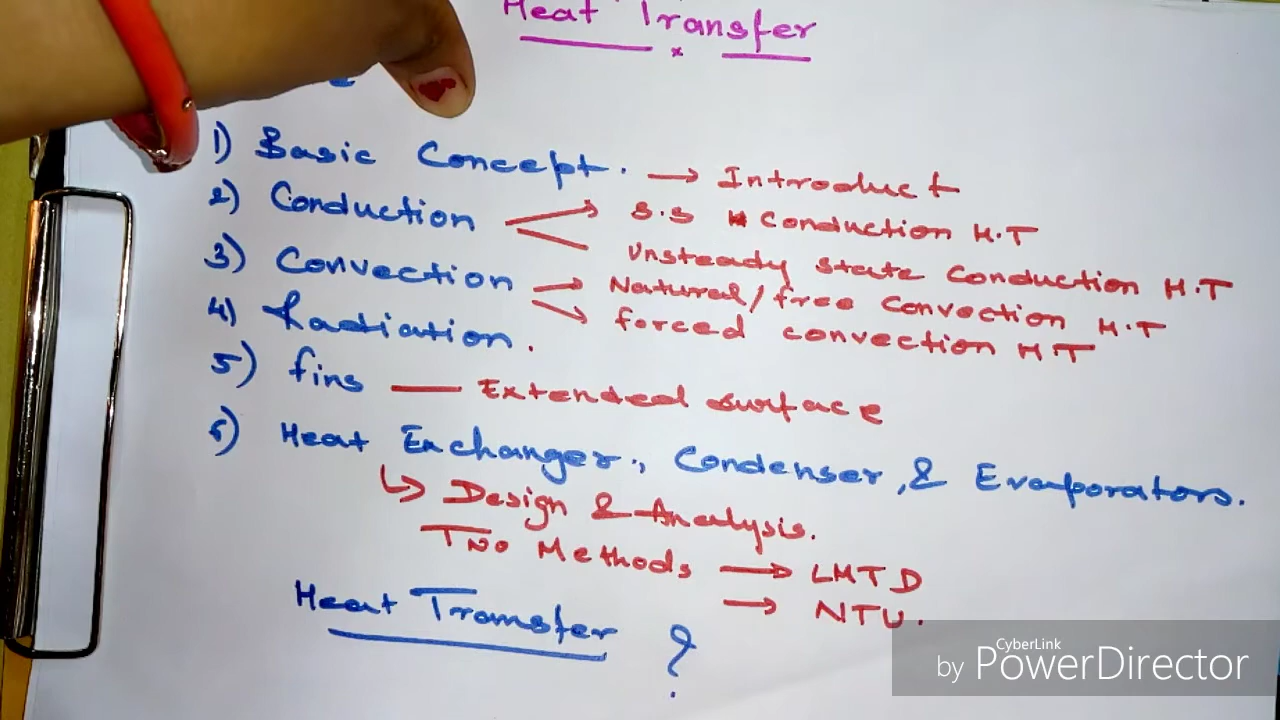 Heat Transfer
1) Basic Concept. → Introduct
2) Conduction → S.S Conduction H.T
Unsteady state Conduction H.T
3) Convection → Natural/free Convection H.T
→ forced convection H.T
4) Radiation.
5) fins — Extended surface
6) Heat Exchanger., Condenser, & Evaporators.
↳ Design & Analysis.
Two Methods → LMTD
→ NTU.
Heat Transfer ?
CyberLink
by PowerDirector